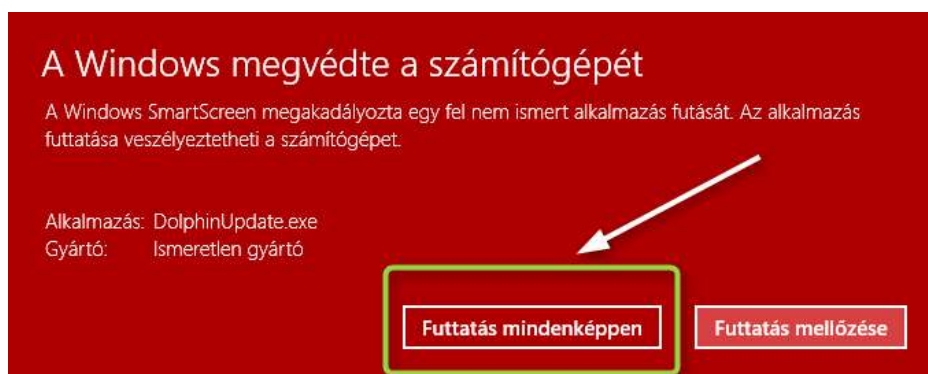 A Windows megvédte a számítógépét
A Windows SmartScreen megakadályozta egy fel nem ismert alkalmazás futását. Az alkalmazás
futtatása veszélyeztetheti a számítógépet.
Alkalmazás: DolphinUpdate.exe
Gyártó: Ismeretlen gyártó
Futtatás mindenképpen Futtatás mellőzése